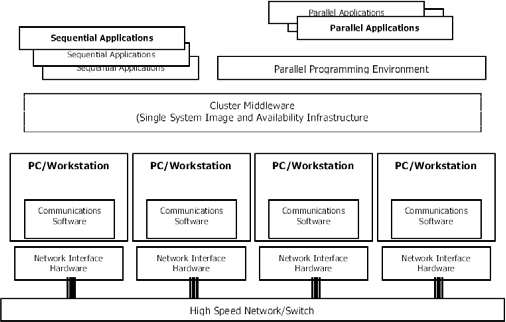 Parallel Applications
Parallel Applications
Sequential Applications
Sequential Applications
Sequential Applications
Parallel Programming Environment
Cluster Middleware
(Single System Image and Availability Infrastructure
PC/Workstation
Communications
Software
Network Interface
Hardware
PC/Workstation
Communications
Software
Network Interface
Hardware
PC/Workstation
Communications
Software
Network Interface
Hardware
PC/Workstation
Communications
Software
Network Interface
Hardware
High Speed Network/Switch